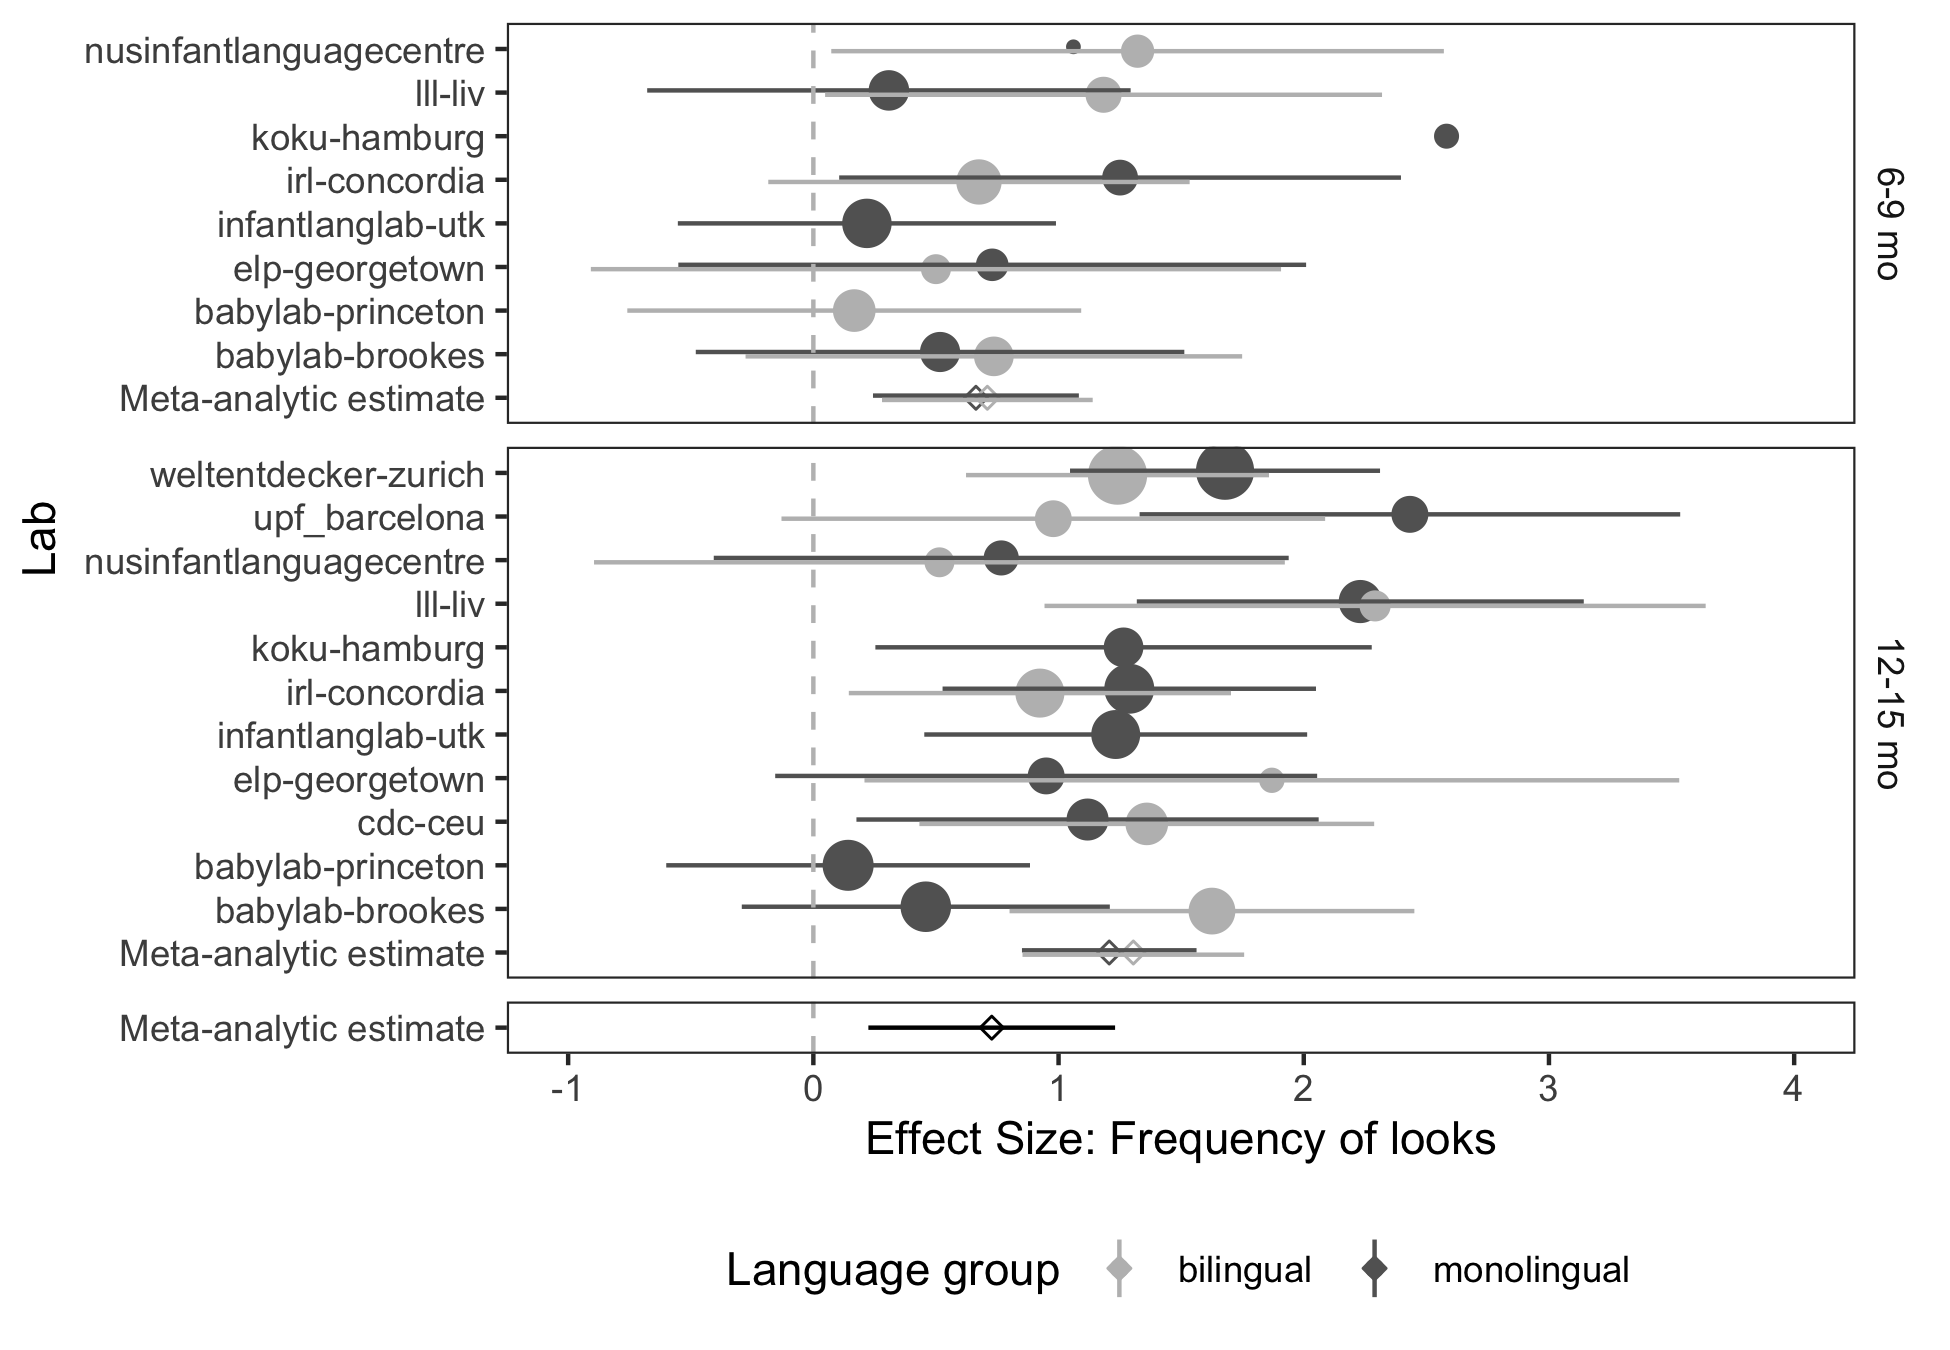 nusinfantlanguagecentre
lll-liv
koku-hamburg
irl-concordia
infantlanglab-utk
elp-georgetown
babylab-princeton
babylab-brookes
Meta-analytic estimate
6-9 mo
weltentdecker-zurich
upf_barcelona
nusinfantlanguagecentre
lll-liv
koku-hamburg
irl-concordia
infantlanglab-utk
elp-georgetown
cdc-ceu
babylab-princeton
babylab-brookes
Meta-analytic estimate
12-15 mo
Lab
Meta-analytic estimate
-1 0 1 2 3 4
Effect Size: Frequency of looks
Language group bilingual monolingual